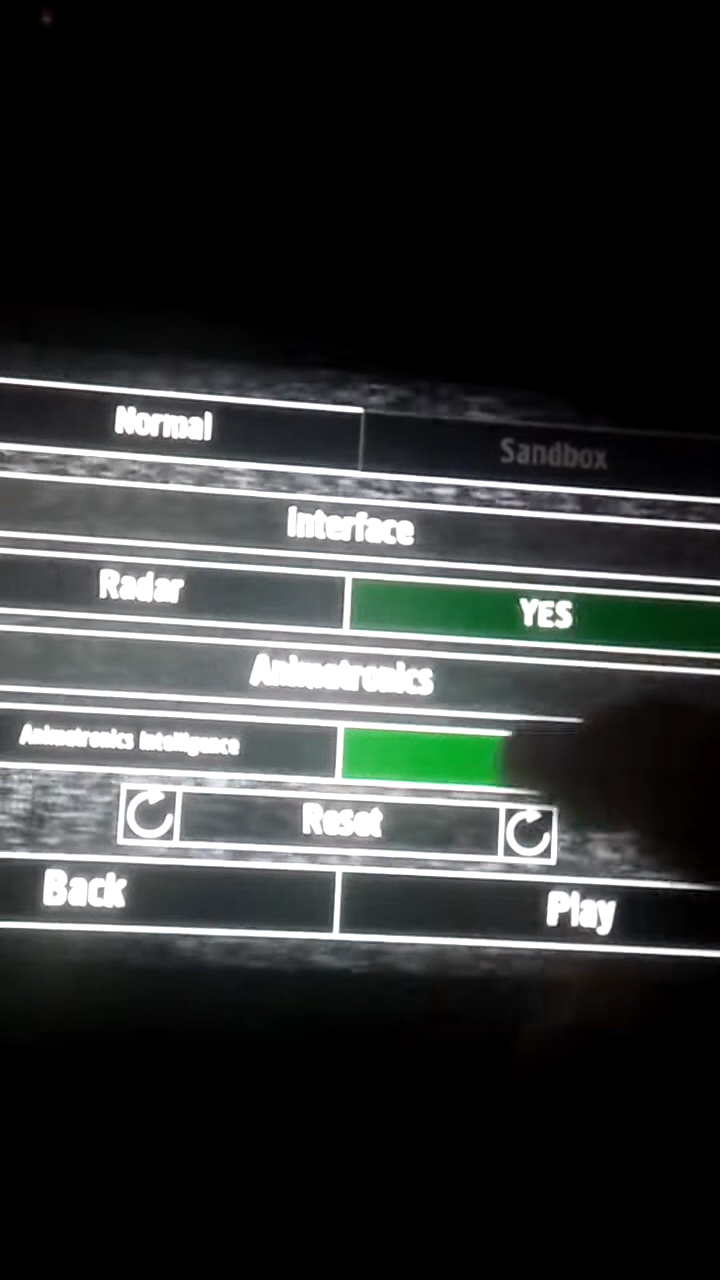 Normal
Sandbox
Interface
Radar
YES
Animatronics
Animatronics Intelligence
Reset
Back
Play